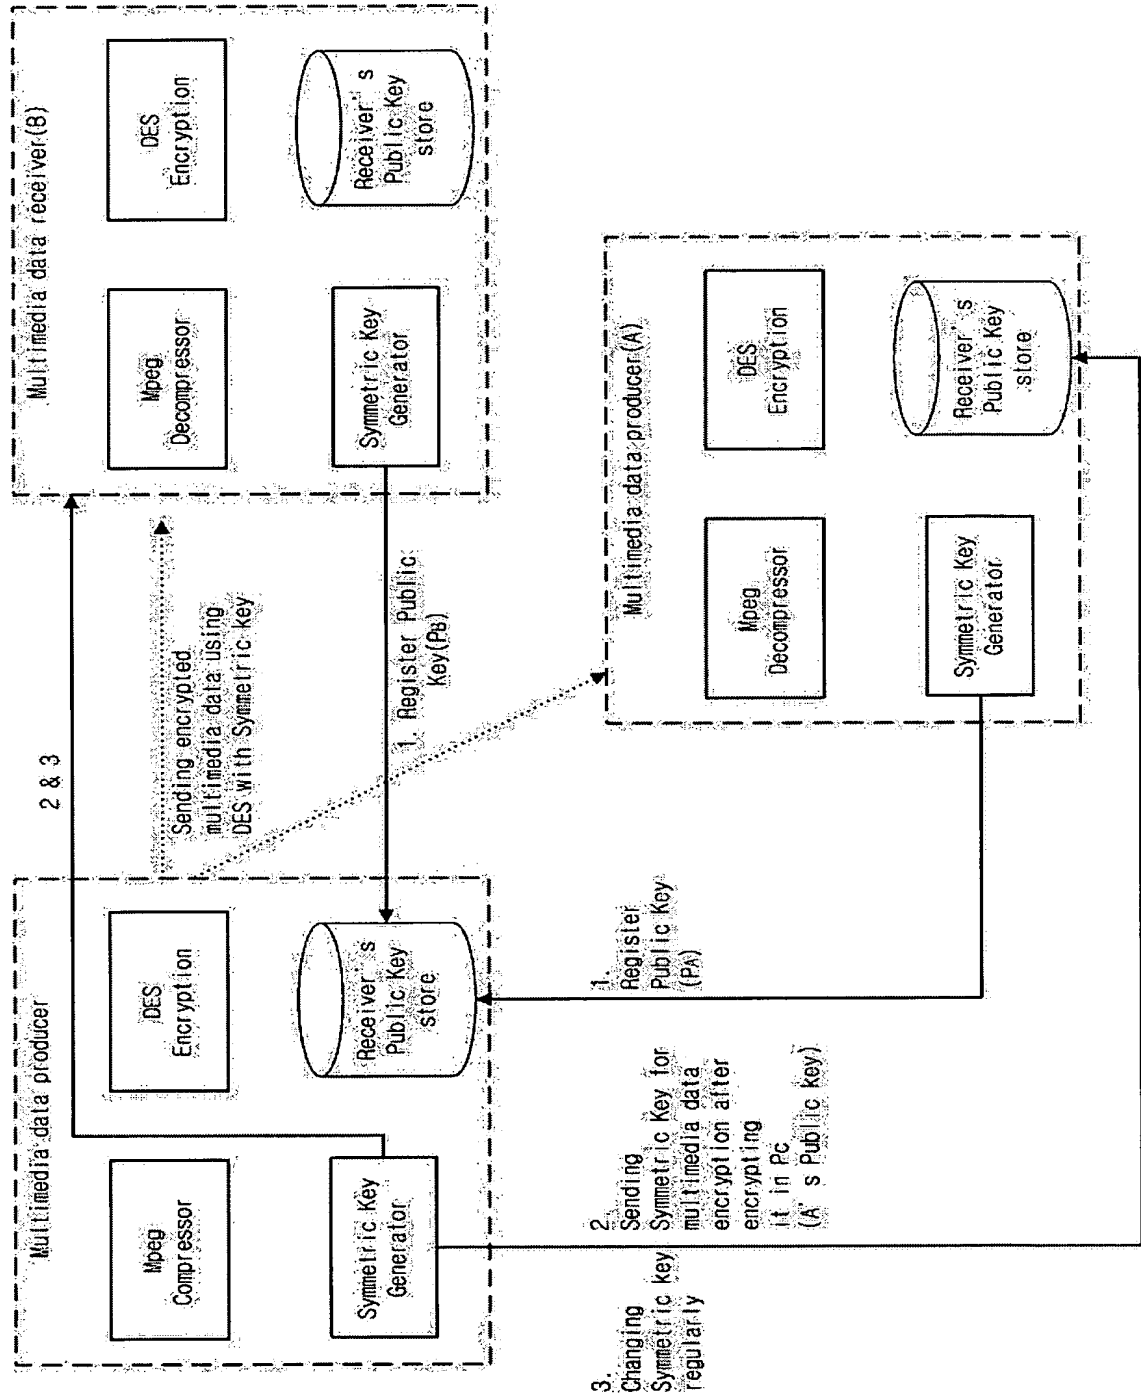 Multimedia data producer
Mpeg
Compressor
DES
Encryption
Symmetric Key
Generator
Receiver's
Public Key
store
2 & 3
Sending encrypted
multimedia data using
DES with Symmetric key
1. Register Public
Key(PB)
Multimedia data receiver(B)
Mpeg
Decompressor
DES
Encryption
Symmetric Key
Generator
Receiver's
Public Key
store
3.
Changing
Symmetric key
regularly
2.
Sending
Symmetric Key for
multimedia data
encryption after
encrypting
it in Pc
(A's Public key)
1.
Register
Public Key
(PA)
Multimedia data producer(A)
Mpeg
Decompressor
DES
Encryption
Symmetric Key
Generator
Receiver's
Public Key
store